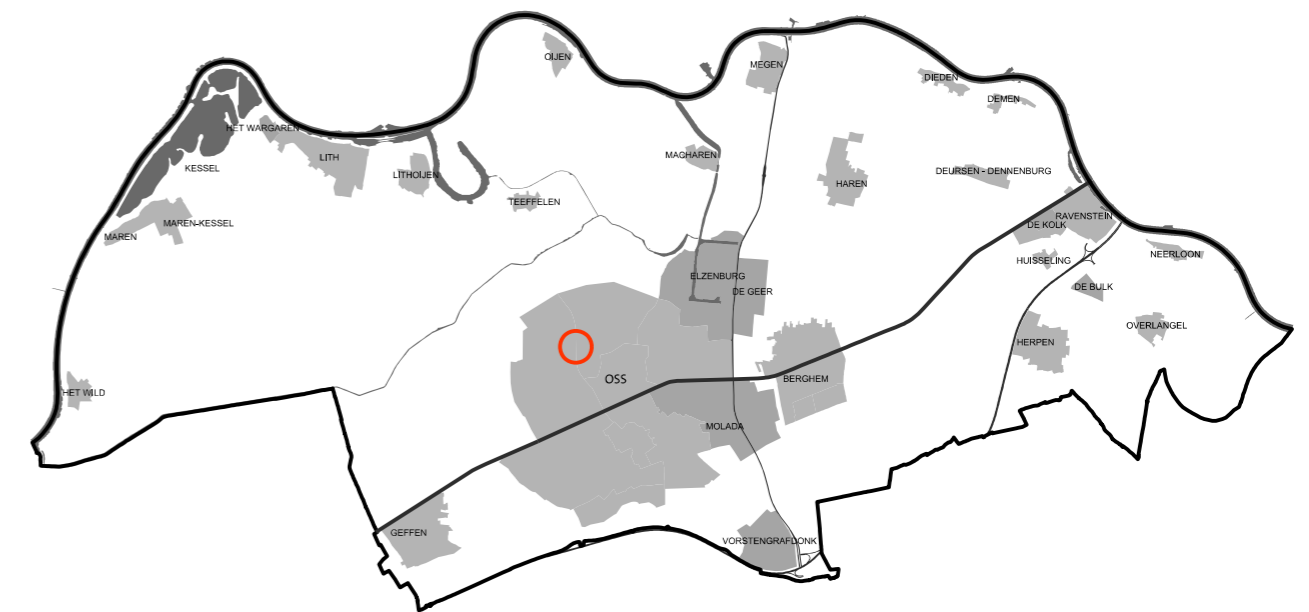 OIJEN
MEGEN
DIEDEN
DEMEN
HET WARGAREN
LITH
KESSEL
LITHOIJEN
MACHAREN
HAREN
DEURSEN - DENNENBURG
TEEFFELEN
MAREN-KESSEL
MAREN
RAVENSTEIN
DE KOLK
HUISSELING
NEERLOON
ELZENBURG
DE GEER
DE BULK
OVERLANGEL
HERPEN
OSS
BERGHEM
HET WILD
MOLADA
GEFFEN
VORSTENGRAFDONK